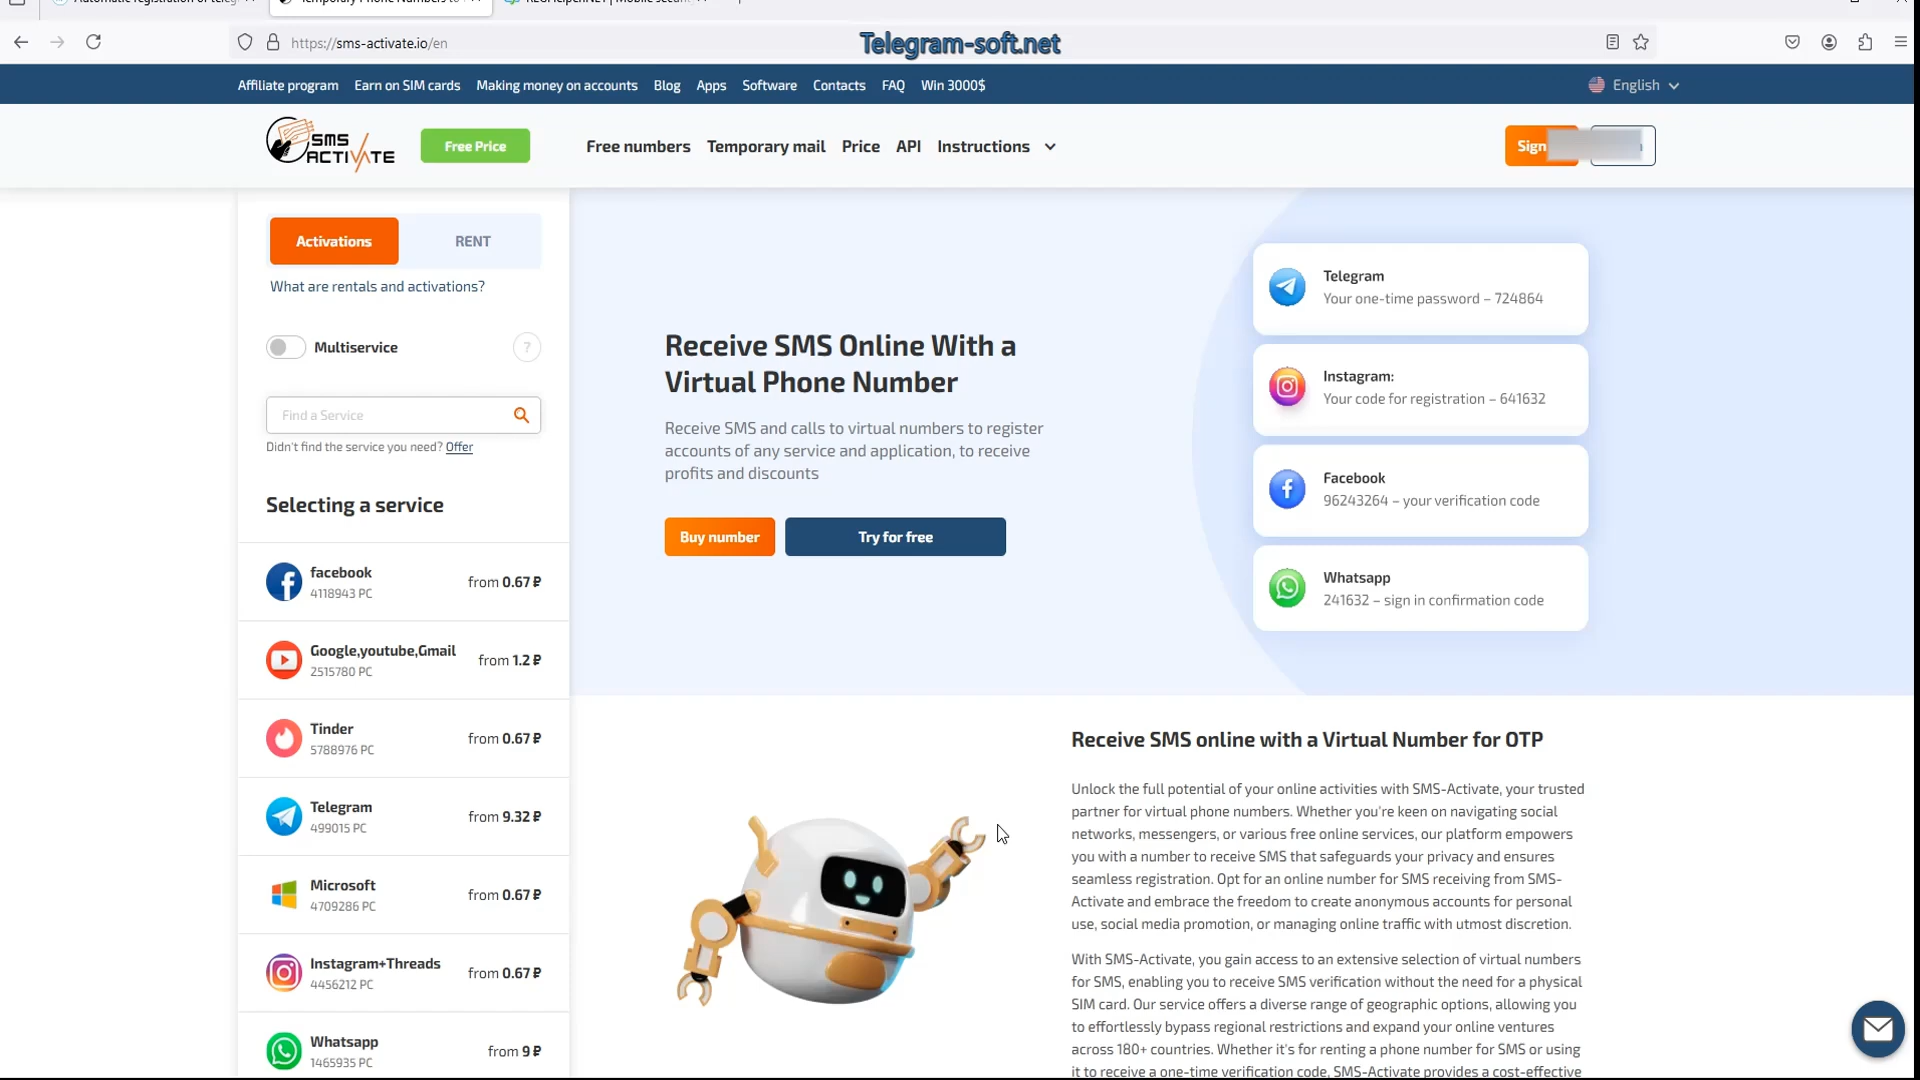 https://sms-activate.io/en
Telegram-soft.net
Affiliate program Earn on SIM cards Making money on accounts Blog Apps Software Contacts FAQ Win 3000$
English
SMS ACTIVATE
Free Price
Free numbers Temporary mail Price API Instructions
Sign
Activations RENT
What are rentals and activations?
Multiservice ?
Find a Service
Didn't find the service you need? Offer
Selecting a service
facebook
4118943 PC
from 0.67 ₽
Google,youtube,Gmail
2515780 PC
from 1.2 ₽
Tinder
5788976 PC
from 0.67 ₽
Telegram
499015 PC
from 9.32 ₽
Microsoft
4709286 PC
from 0.67 ₽
Instagram+Threads
4456212 PC
from 0.67 ₽
Whatsapp
1465935 PC
from 9 ₽
Receive SMS Online With a
Virtual Phone Number
Receive SMS and calls to virtual numbers to register
accounts of any service and application, to receive
profits and discounts
Buy number Try for free
Telegram
Your one-time password – 724864
Instagram:
Your code for registration – 641632
Facebook
96243264 – your verification code
Whatsapp
241632 – sign in confirmation code
Receive SMS online with a Virtual Number for OTP
Unlock the full potential of your online activities with SMS-Activate, your trusted
partner for virtual phone numbers. Whether you're keen on navigating social
networks, messengers, or various free online services, our platform empowers
you with a number to receive SMS that safeguards your privacy and ensures
seamless registration. Opt for an online number for SMS receiving from SMS-
Activate and embrace the freedom to create anonymous accounts for personal
use, social media promotion, or managing online traffic with utmost discretion.
With SMS-Activate, you gain access to an extensive selection of virtual numbers
for SMS, enabling you to receive SMS verification without the need for a physical
SIM card. Our service offers a diverse range of geographic options, allowing you
to effortlessly bypass regional restrictions and expand your online ventures
across 180+ countries. Whether it's for renting a phone number for SMS or using
it to receive a one-time verification code, SMS-Activate provides a cost-effective